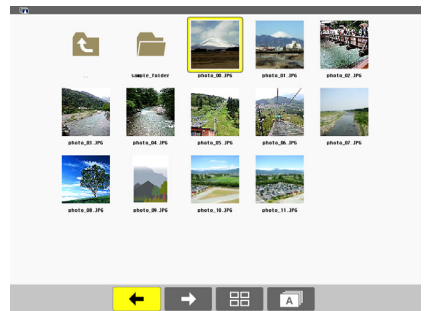 .. sample_folder photo_00.JPG photo_01.JPG photo_02.JPG
photo_03.JPG photo_04.JPG photo_05.JPG photo_06.JPG photo_07.JPG
photo_08.JPG photo_09.JPG photo_10.JPG photo_11.JPG
A